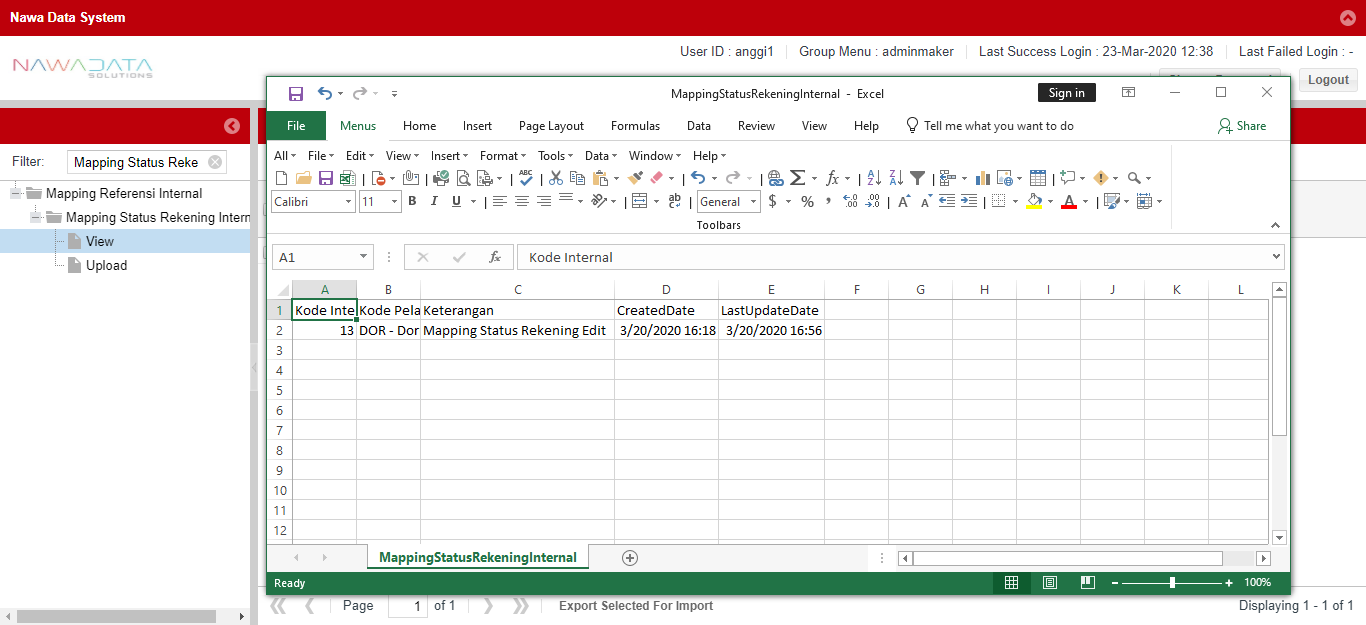 Nawa Data System
NAWADATA
SOLUTIONS
User ID : anggi1 Group Menu : adminmaker Last Success Login : 23-Mar-2020 12:38 Last Failed Login : -
Logout
MappingStatusRekeningInternal - Excel
Sign in
File Menus Home Insert Page Layout Formulas Data Review View Help Tell me what you want to do Share
Filter: Mapping Status Reke
All File Edit View Insert Format Tools Data Window Help
Mapping Referensi Internal
Calibri 11 B I U General $ % ,
Mapping Status Rekening Intern
Toolbars
View
A1 fx Kode Internal
Upload
A B C D E F G H I J K L
1 Kode Inte Kode Pela Keterangan CreatedDate LastUpdateDate
2 13 DOR - Dor Mapping Status Rekening Edit 3/20/2020 16:18 3/20/2020 16:56
3
4
5
6
7
8
9
10
11
12
MappingStatusRekeningInternal
Ready 100%
Page 1 of 1 Export Selected For Import Displaying 1 - 1 of 1